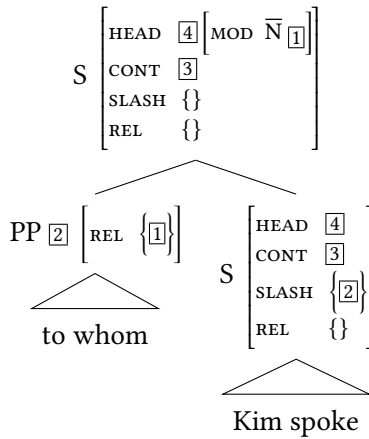 S [HEAD [4][MOD N̅ [1]]
CONT [3]
SLASH {}
REL {}]
PP [2] [REL {[1]}]
to whom
S [HEAD [4]
CONT [3]
SLASH {[2]}
REL {}]
Kim spoke